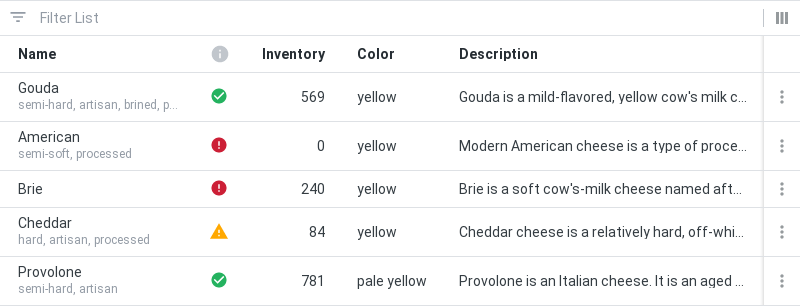 Filter List
Name Inventory Color Description
Gouda
semi-hard, artisan, brined, p...
569 yellow Gouda is a mild-flavored, yellow cow's milk c...
American
semi-soft, processed
0 yellow Modern American cheese is a type of proce...
Brie 240 yellow Brie is a soft cow's-milk cheese named aft...
Cheddar
hard, artisan, processed
84 yellow Cheddar cheese is a relatively hard, off-whi...
Provolone
semi-hard, artisan
781 pale yellow Provolone is an Italian cheese. It is an aged ...